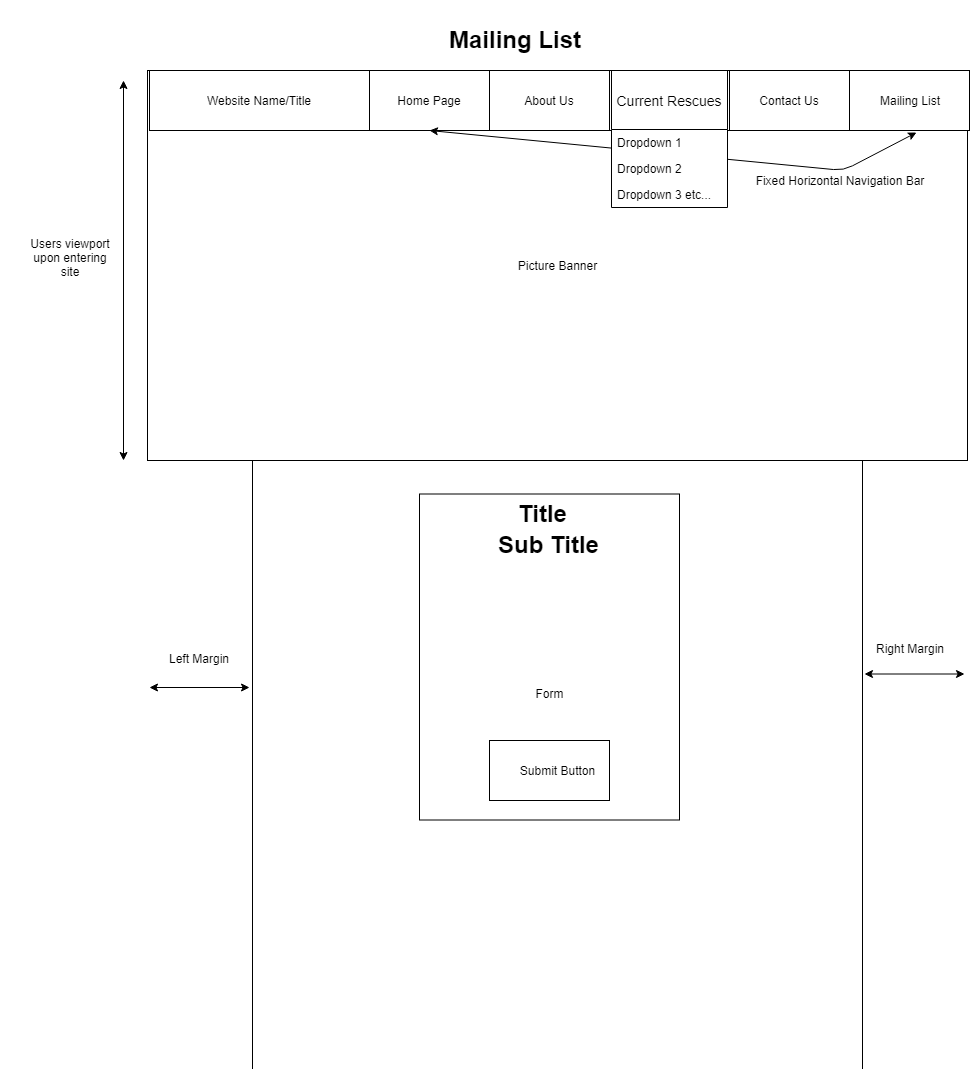 Mailing List
Website Name/Title
Home Page
About Us
Current Rescues
Contact Us
Mailing List
Dropdown 1
Dropdown 2
Dropdown 3 etc...
Fixed Horizontal Navigation Bar
Users viewport
upon entering
site
Picture Banner
Title
Sub Title
Left Margin
Right Margin
Form
Submit Button